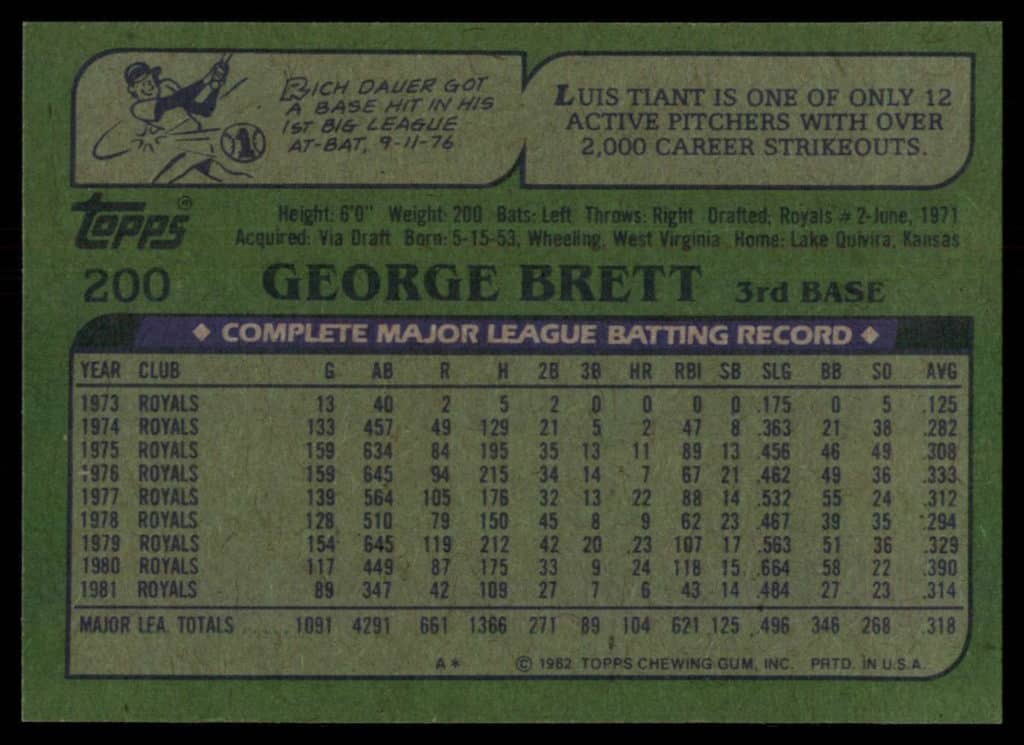 RICH DAUER GOT
A BASE HIT IN HIS
1ST BIG LEAGUE
AT-BAT, 9-11-76
1
LUIS TIANT IS ONE OF ONLY 12
ACTIVE PITCHERS WITH OVER
2,000 CAREER STRIKEOUTS.
Topps®
Height: 6'0" Weight: 200 Bats: Left Throws: Right Drafted: Royals #2-June, 1971
Acquired: Via Draft Born: 5-15-53, Wheeling, West Virginia Home: Lake Quivira, Kansas
200 GEORGE BRETT 3rd BASE
◆ COMPLETE MAJOR LEAGUE BATTING RECORD ◆
YEAR CLUB G AB R H 2B 3B HR RBI SB SLG BB SO AVG
1973 ROYALS 13 40 2 5 2 0 0 0 0 .175 0 5 .125
1974 ROYALS 133 457 49 129 21 5 2 47 8 .363 21 38 .282
1975 ROYALS 159 634 84 195 35 13 11 89 13 .456 46 49 .308
1976 ROYALS 159 645 94 215 34 14 7 67 21 .462 49 36 .333
1977 ROYALS 139 564 105 176 32 13 22 88 14 .532 55 24 .312
1978 ROYALS 128 510 79 150 45 8 9 62 23 .467 39 35 .294
1979 ROYALS 154 645 119 212 42 20 23 107 17 .563 51 36 .329
1980 ROYALS 117 449 87 175 33 9 24 118 15 .664 58 22 .390
1981 ROYALS 89 347 42 109 27 7 6 43 14 .484 27 23 .314
MAJOR LEA. TOTALS 1091 4291 661 1366 271 89 104 621 125 .496 346 268 .318
A* © 1982 TOPPS CHEWING GUM, INC. PRTD. IN U.S.A.